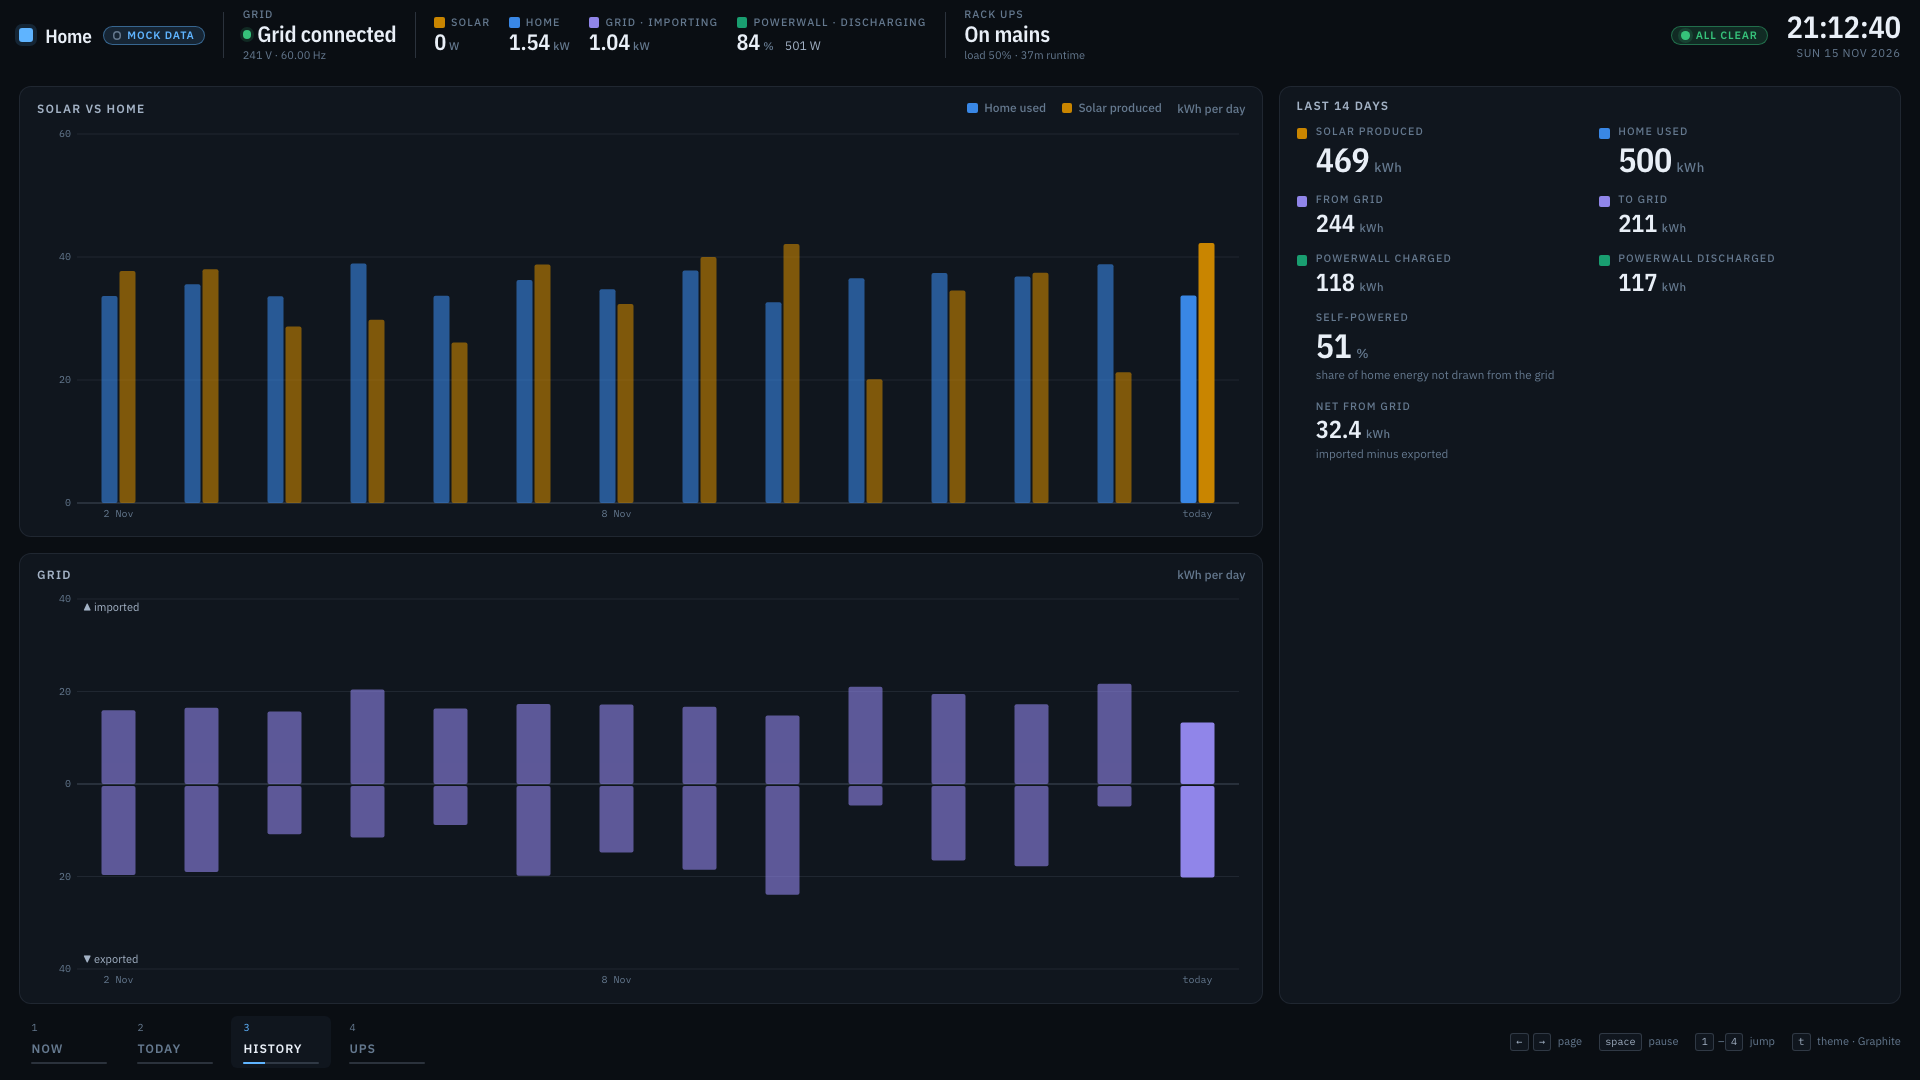 Home
MOCK DATA
GRID
Grid connected
241 V · 60.00 Hz
SOLAR
0 W
HOME
1.54 kW
GRID · IMPORTING
1.04 kW
POWERWALL · DISCHARGING
84 % 501 W
RACK UPS
On mains
load 50% · 37m runtime
ALL CLEAR
21:12:40
SUN 15 NOV 2026
SOLAR VS HOME
Home used
Solar produced
kWh per day
60
40
20
0
2 Nov
8 Nov
today
GRID
kWh per day
40
▲ imported
20
0
20
▼ exported
40
2 Nov
8 Nov
today
LAST 14 DAYS
SOLAR PRODUCED
469 kWh
HOME USED
500 kWh
FROM GRID
244 kWh
TO GRID
211 kWh
POWERWALL CHARGED
118 kWh
POWERWALL DISCHARGED
117 kWh
SELF-POWERED
51 %
share of home energy not drawn from the grid
NET FROM GRID
32.4 kWh
imported minus exported
1
NOW
2
TODAY
3
HISTORY
4
UPS
← → page
space pause
1 – 4 jump
t theme · Graphite